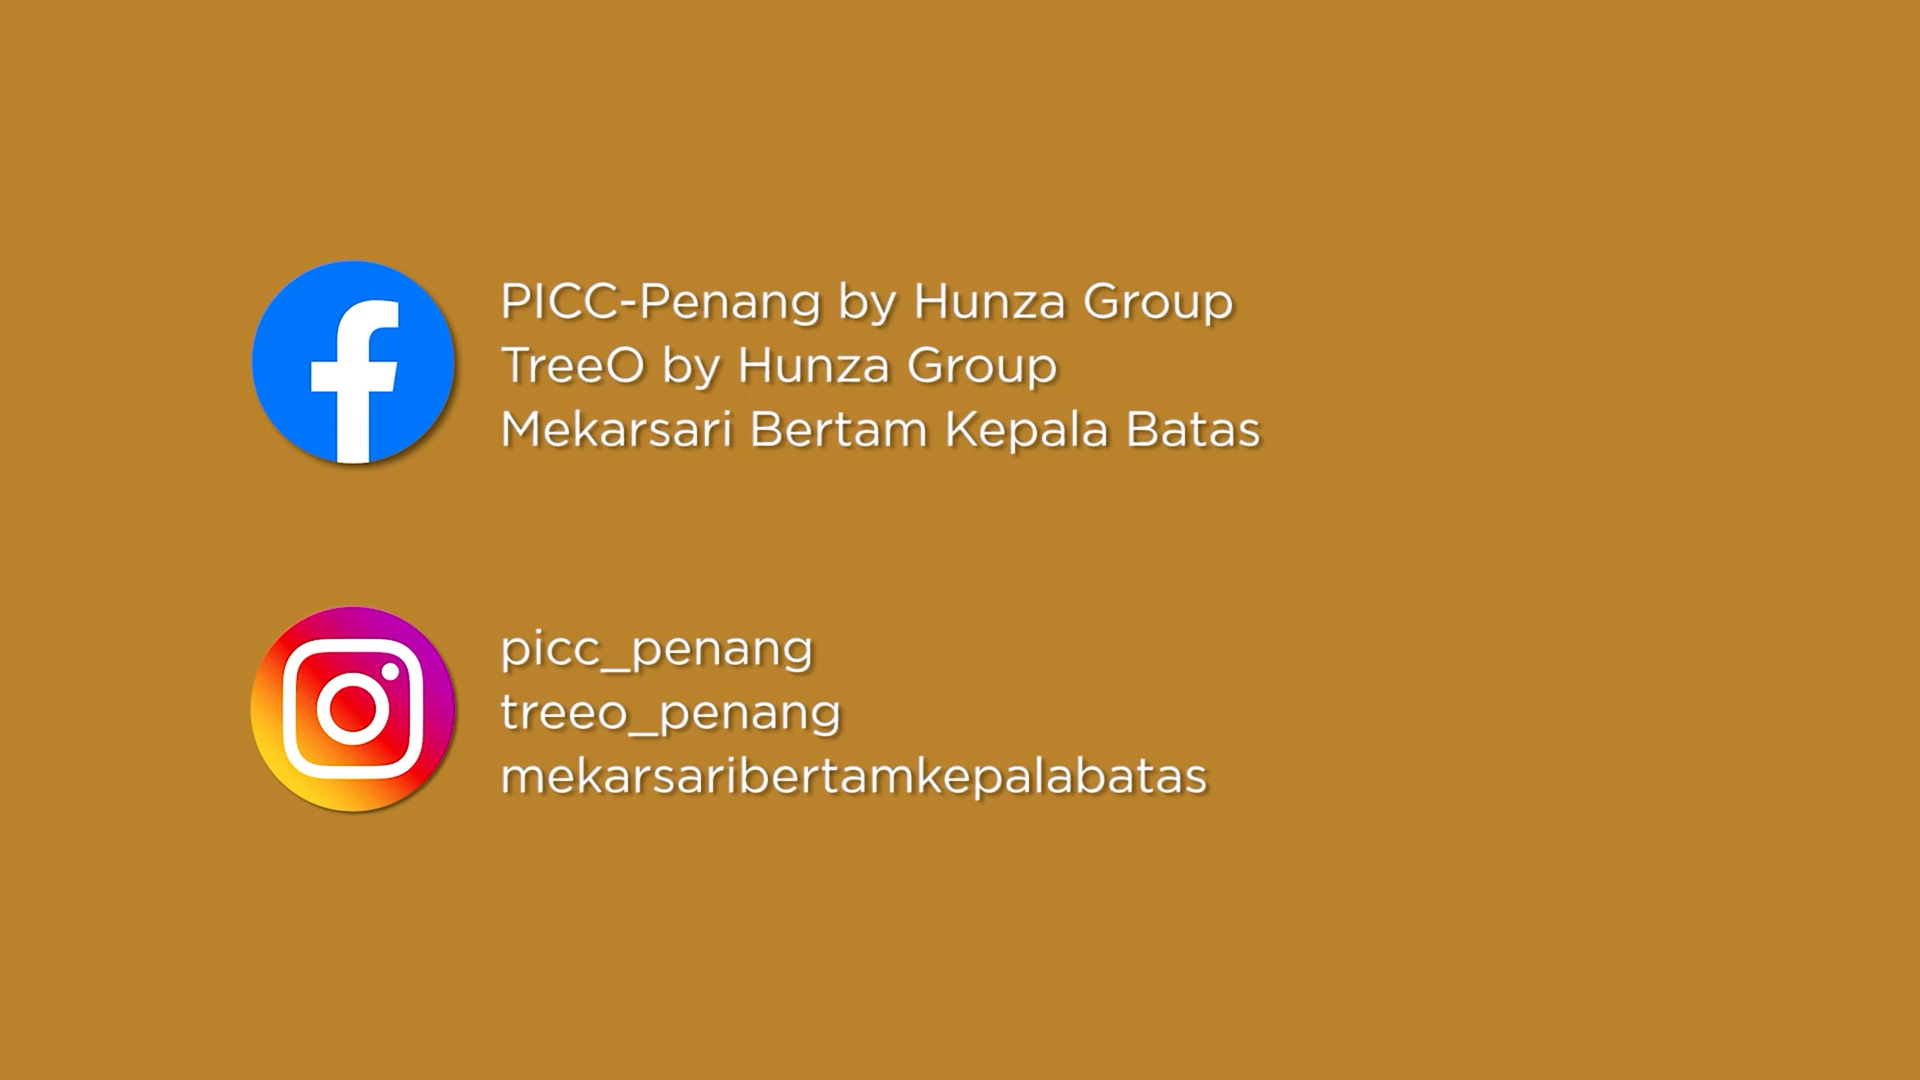 PICC-Penang by Hunza Group
TreeO by Hunza Group
Mekarsari Bertam Kepala Batas
picc_penang
treeo_penang
mekarsaribertamkepalabatas